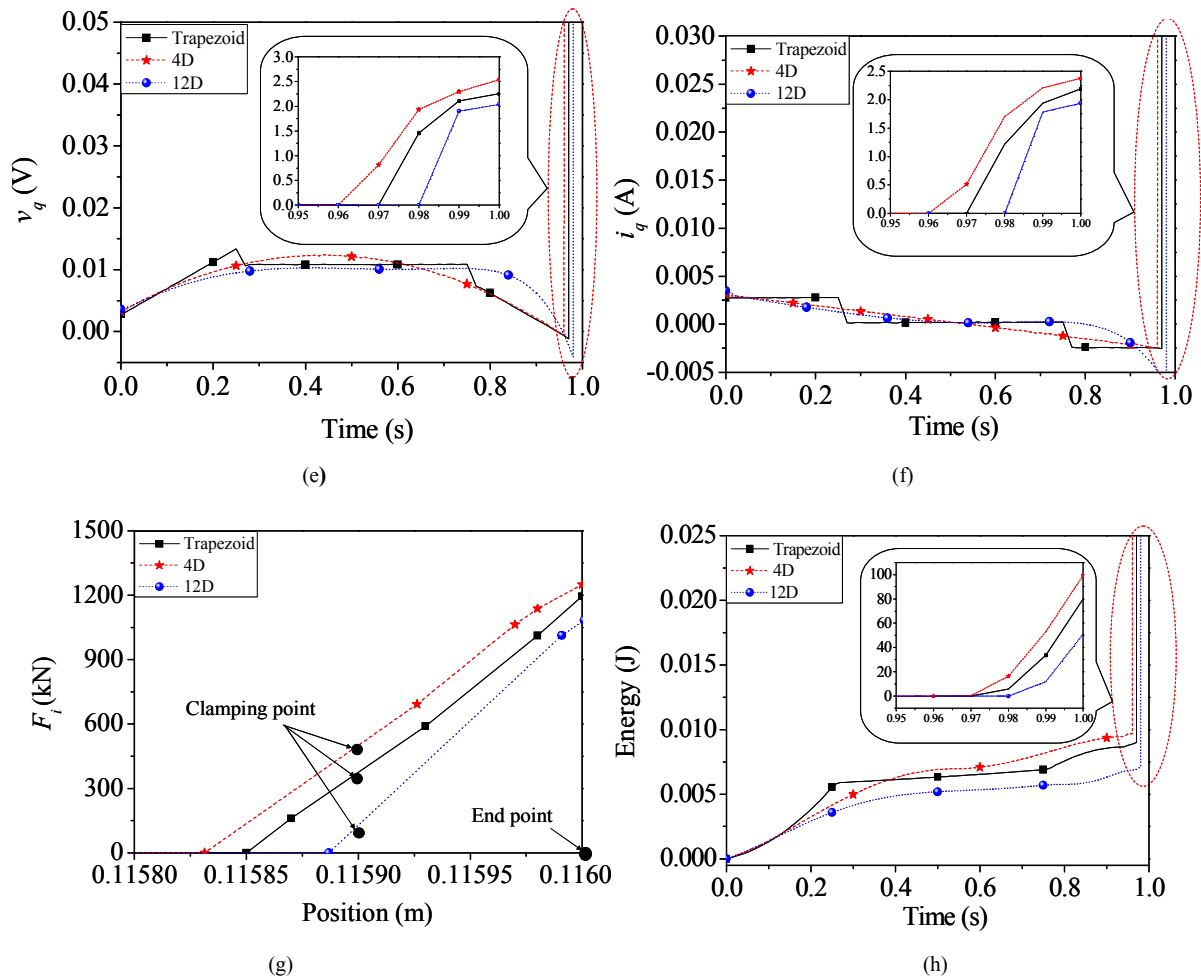 0.05
0.04
0.03
0.02
0.01
0.00
v_q (V)
Trapezoid
4D
12D
3.0
2.5
2.0
1.5
1.0
0.5
0.0
0.95 0.96 0.97 0.98 0.99 1.00
0.0 0.2 0.4 0.6 0.8 1.0
Time (s)
(e)
0.030
0.025
0.020
0.015
0.010
0.005
0.000
-0.005
i_q (A)
Trapezoid
4D
12D
2.5
2.0
1.5
1.0
0.5
0.0
0.95 0.96 0.97 0.98 0.99 1.00
0.0 0.2 0.4 0.6 0.8 1.0
Time (s)
(f)
1500
1200
900
600
300
0
F_i (kN)
Trapezoid
4D
12D
Clamping point
End point
0.11580 0.11585 0.11590 0.11595 0.1160
Position (m)
(g)
0.025
0.020
0.015
0.010
0.005
0.000
Energy (J)
Trapezoid
4D
12D
100
80
60
40
20
0
0.95 0.96 0.97 0.98 0.99 1.00
0.0 0.2 0.4 0.6 0.8 1.0
Time (s)
(h)